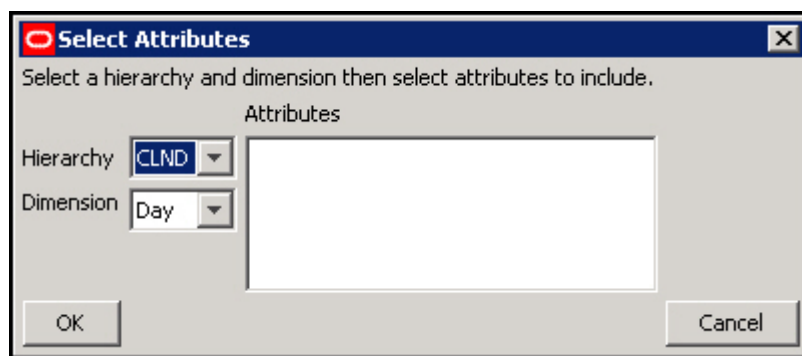 Select Attributes
Select a hierarchy and dimension then select attributes to include.
Attributes
Hierarchy CLND
Dimension Day
OK Cancel